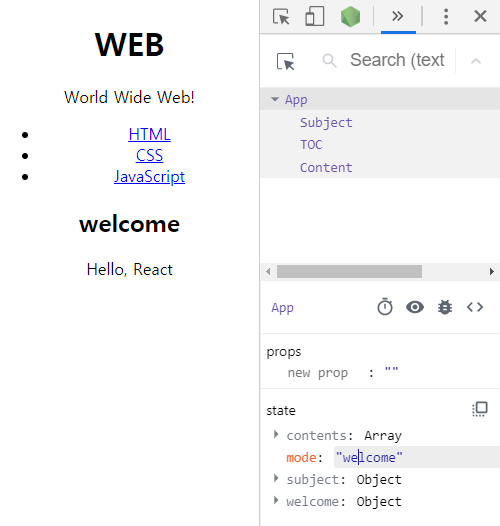 WEB
World Wide Web!
HTML
CSS
JavaScript
welcome
Hello, React
Search (text
App
Subject
TOC
Content
App
props
new prop : ""
state
contents: Array
mode: "welcome"
subject: Object
welcome: Object